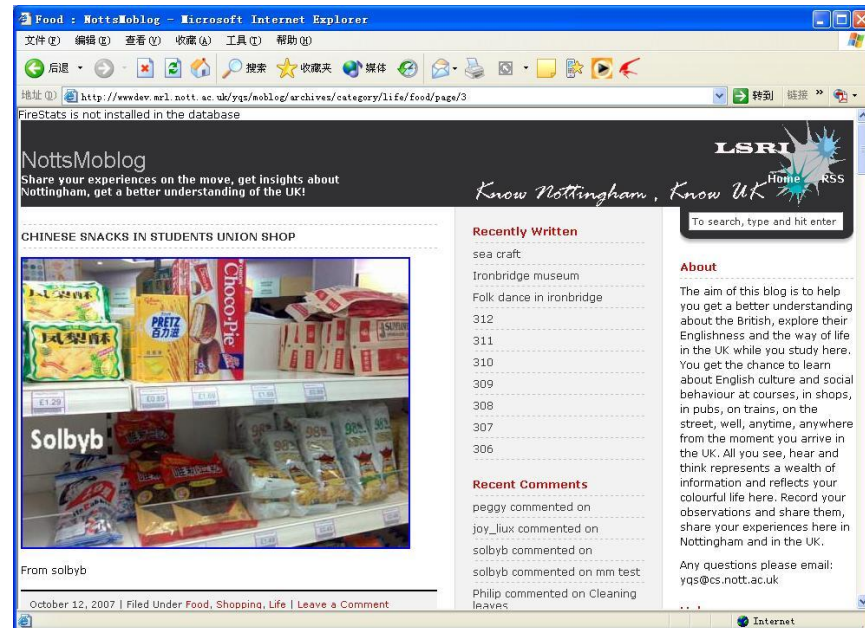 Food : NottsMoblog - Microsoft Internet Explorer
文件(F) 编辑(E) 查看(V) 收藏(A) 工具(T) 帮助(H)
后退 搜索 收藏夹 媒体
地址(D) http://wwwdev.mrl.nott.ac.uk/yqs/moblog/archives/category/life/food/page/3 转到 链接 »
FireStats is not installed in the database
LSRI
NottsMoblog
Share your experiences on the move, get insights about
Nottingham, get a better understanding of the UK!
Know Nottingham , Know UK
Home RSS
To search, type and hit enter
CHINESE SNACKS IN STUDENTS UNION SHOP
凤梨酥
PRETZ
百力滋
Choco·Pie
£1.29
Solbyb
98%
From solbyb
October 12, 2007 | Filed Under Food, Shopping, Life | Leave a Comment
Recently Written
sea craft
Ironbridge museum
Folk dance in ironbridge
312
311
310
309
308
307
306
Recent Comments
peggy commented on
joy_liux commented on
solbyb commented on
solbyb commented on mm test
Philip commented on Cleaning
leaves
About
The aim of this blog is to help
you get a better understanding
about the British, explore their
Englishness and the way of life
in the UK while you study here.
You get the chance to learn
about English culture and social
behaviour at courses, in shops,
in pubs, on trains, on the
street, well, anytime, anywhere
from the moment you arrive in
the UK. All you see, hear and
think represents a wealth of
information and reflects your
colourful life here. Record your
observations and share them,
share your experiences here in
Nottingham and in the UK.
Any questions please email:
yqs@cs.nott.ac.uk
Internet